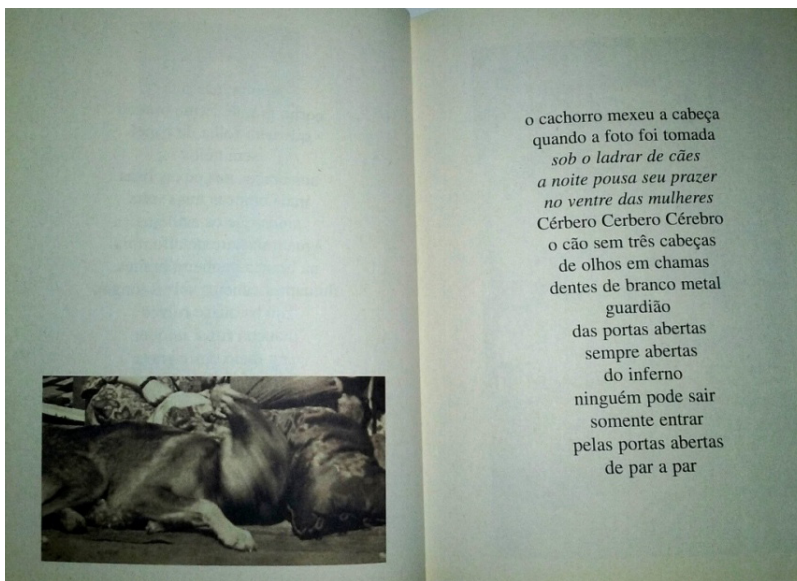 o cachorro mexeu a cabeça
quando a foto foi tomada
sob o ladrar de cães
a noite pousa seu prazer
no ventre das mulheres
Cérbero Cerbero Cérebro
o cão sem três cabeças
de olhos em chamas
dentes de branco metal
guardião
das portas abertas
sempre abertas
do inferno
ninguém pode sair
somente entrar
pelas portas abertas
de par a par